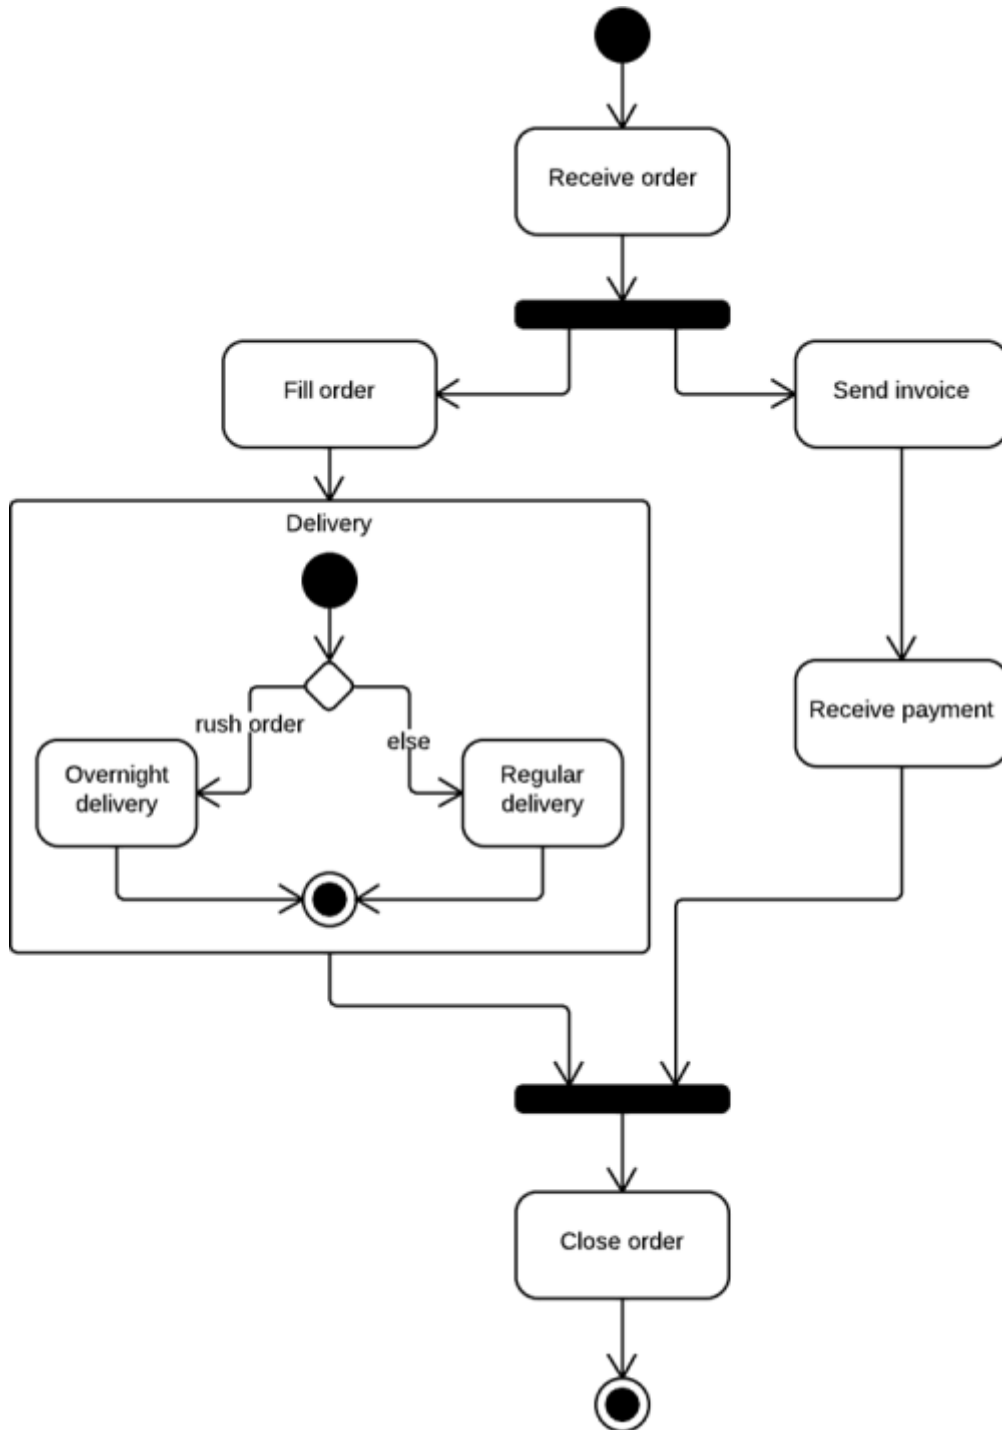 Receive order
Fill order
Send invoice
Delivery
rush order
else
Overnight
delivery
Regular
delivery
Receive payment
Close order